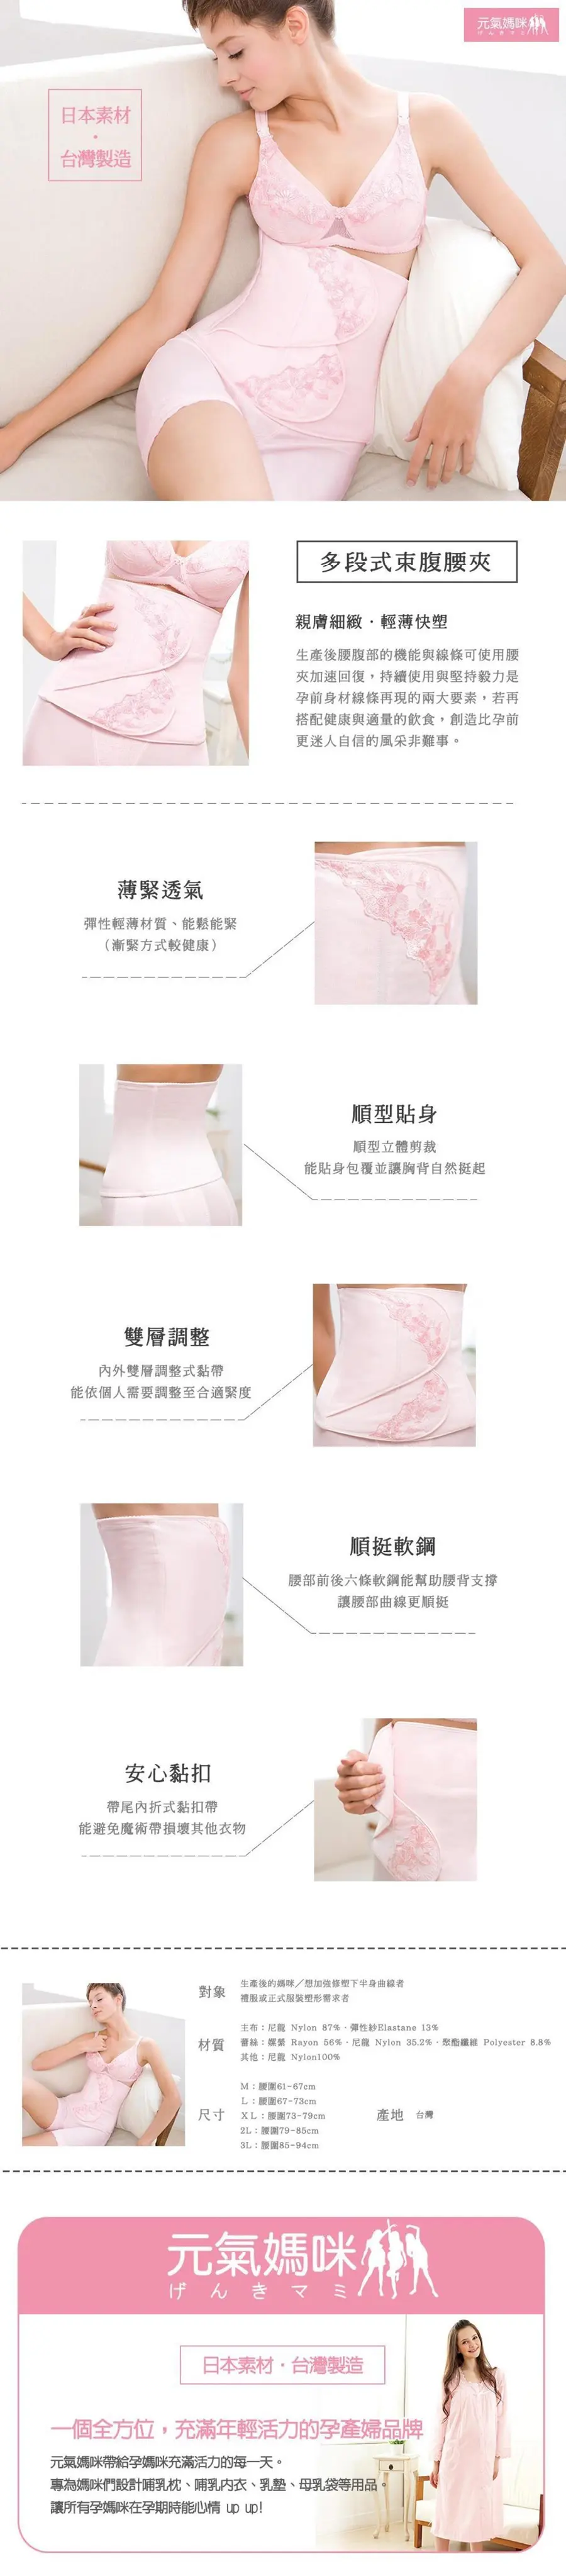 元氣媽咪
げんきマミ
日本素材
・
台灣製造
多段式束腹腰夾
親膚細緻・輕薄快塑
生產後腰腹部的機能與線條可使用腰
夾加速回復，持續使用與堅持毅力是
孕前身材線條再現的兩大要素，若再
搭配健康與適量的飲食，創造比孕前
更迷人自信的風采非難事。
薄緊透氣
彈性輕薄材質、能鬆能緊
（漸緊方式較健康）
順型貼身
順型立體剪裁
能貼身包覆並讓胸背自然挺起
雙層調整
內外雙層調整式黏帶
能依個人需要調整至合適緊度
順挺軟鋼
腰部前後六條軟鋼能幫助腰背支撐
讓腰部曲線更順挺
安心黏扣
帶尾內折式黏扣帶
能避免魔術帶損壞其他衣物
對象
生產後的媽咪／想加強修塑下半身曲線者
禮服或正式服裝塑形需求者
材質
主布：尼龍 Nylon 87%・彈性紗Elastane 13%
蕾絲：嫘縈 Rayon 56%・尼龍 Nylon 35.2%・聚酯纖維 Polyester 8.8%
其他：尼龍 Nylon100%
尺寸
M：腰圍61-67cm
L：腰圍67-73cm
XL：腰圍73-79cm
2L：腰圍79-85cm
3L：腰圍85-94cm
產地 台灣
元氣媽咪
げんきマミ
日本素材・台灣製造
一個全方位，充滿年輕活力的孕產婦品牌
元氣媽咪帶給孕媽咪充滿活力的每一天。
專為媽咪們設計哺乳枕、哺乳內衣、乳墊、母乳袋等用品。
讓所有孕媽咪在孕期時能心情 up up!